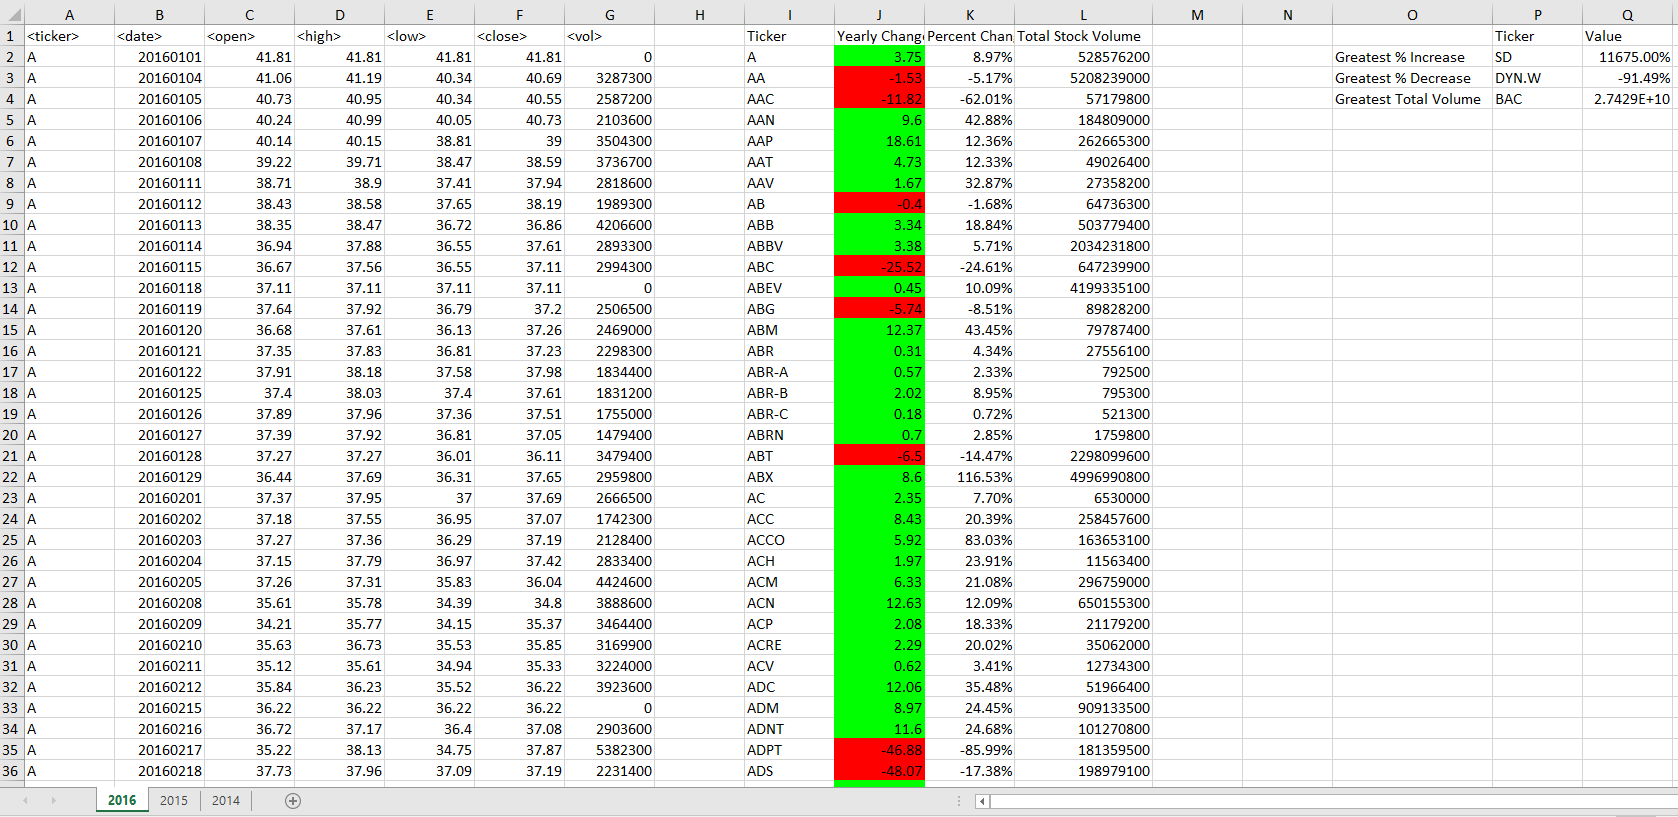 A B C D E F G H I J K L M N O P Q
1 <ticker> <date> <open> <high> <low> <close> <vol> Ticker Yearly Chang Percent Chan Total Stock Volume Ticker Value
2 A 20160101 41.81 41.81 41.81 41.81 0 A 3.75 8.97% 528576200 Greatest % Increase SD 11675.00%
3 A 20160104 41.06 41.19 40.34 40.69 3287300 AA -1.53 -5.17% 5208239000 Greatest % Decrease DYN.W -91.49%
4 A 20160105 40.73 40.95 40.34 40.55 2587200 AAC -11.82 -62.01% 57179800 Greatest Total Volume BAC 2.7429E+10
5 A 20160106 40.24 40.99 40.05 40.73 2103600 AAN 9.6 42.88% 184809000
6 A 20160107 40.14 40.15 38.81 39 3504300 AAP 18.61 12.36% 262665300
7 A 20160108 39.22 39.71 38.47 38.59 3736700 AAT 4.73 12.33% 49026400
8 A 20160111 38.71 38.9 37.41 37.94 2818600 AAV 1.67 32.87% 27358200
9 A 20160112 38.43 38.58 37.65 38.19 1989300 AB -0.4 -1.68% 64736300
10 A 20160113 38.35 38.47 36.72 36.86 4206600 ABB 3.34 18.84% 503779400
11 A 20160114 36.94 37.88 36.55 37.61 2893300 ABBV 3.38 5.71% 2034231800
12 A 20160115 36.67 37.56 36.55 37.11 2994300 ABC -25.52 -24.61% 647239900
13 A 20160118 37.11 37.11 37.11 37.11 0 ABEV 0.45 10.09% 4199335100
14 A 20160119 37.64 37.92 36.79 37.2 2506500 ABG -5.74 -8.51% 89828200
15 A 20160120 36.68 37.61 36.13 37.26 2469000 ABM 12.37 43.45% 79787400
16 A 20160121 37.35 37.83 36.81 37.23 2298300 ABR 0.31 4.34% 27556100
17 A 20160122 37.91 38.18 37.58 37.98 1834400 ABR-A 0.57 2.33% 792500
18 A 20160125 37.4 38.03 37.4 37.61 1831200 ABR-B 2.02 8.95% 795300
19 A 20160126 37.89 37.96 37.36 37.51 1755000 ABR-C 0.18 0.72% 521300
20 A 20160127 37.39 37.92 36.81 37.05 1479400 ABRN 0.7 2.85% 1759800
21 A 20160128 37.27 37.27 36.01 36.11 3479400 ABT -6.5 -14.47% 2298099600
22 A 20160129 36.44 37.69 36.31 37.65 2959800 ABX 8.6 116.53% 4996990800
23 A 20160201 37.37 37.95 37 37.69 2666500 AC 2.35 7.70% 6530000
24 A 20160202 37.18 37.55 36.95 37.07 1742300 ACC 8.43 20.39% 258457600
25 A 20160203 37.27 37.36 36.29 37.19 2128400 ACCO 5.92 83.03% 163653100
26 A 20160204 37.15 37.79 36.97 37.42 2833400 ACH 1.97 23.91% 11563400
27 A 20160205 37.26 37.31 35.83 36.04 4424600 ACM 6.33 21.08% 296759000
28 A 20160208 35.61 35.78 34.39 34.8 3888600 ACN 12.63 12.09% 650155300
29 A 20160209 34.21 35.77 34.15 35.37 3464400 ACP 2.08 18.33% 21179200
30 A 20160210 35.63 36.73 35.53 35.85 3169900 ACRE 2.29 20.02% 35062000
31 A 20160211 35.12 35.61 34.94 35.33 3224000 ACV 0.62 3.41% 12734300
32 A 20160212 35.84 36.23 35.52 36.22 3923600 ADC 12.06 35.48% 51966400
33 A 20160215 36.22 36.22 36.22 36.22 0 ADM 8.97 24.45% 909133500
34 A 20160216 36.72 37.17 36.4 37.08 2903600 ADNT 11.6 24.68% 101270800
35 A 20160217 35.22 38.13 34.75 37.87 5382300 ADPT -46.88 -85.99% 181359500
36 A 20160218 37.73 37.96 37.09 37.19 2231400 ADS -48.07 -17.38% 198979100
2016 2015 2014